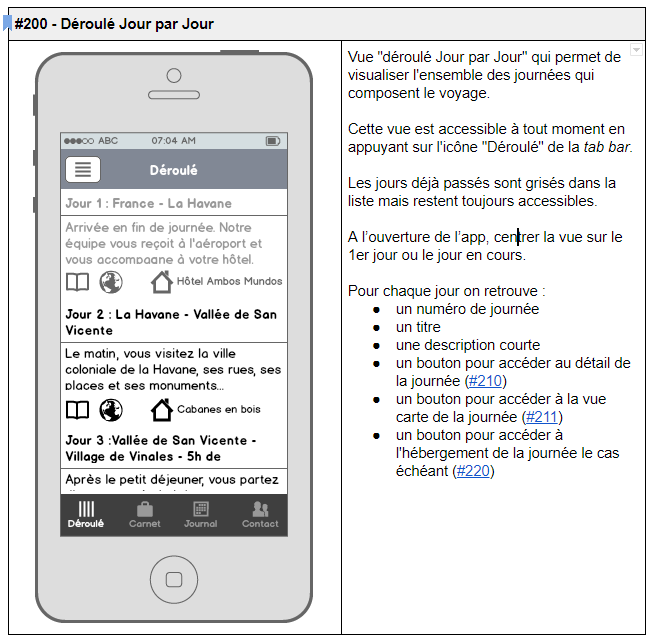 #200 - Déroulé Jour par Jour
ABC 07:04 AM
Déroulé
Jour 1 : France - La Havane
Arrivée en fin de journée. Notre
équipe vous reçoit à l'aéroport et
vous accompagne à votre hôtel.
Hôtel Ambos Mundos
Jour 2 : La Havane - Vallée de San
Vicente
Le matin, vous visitez la ville
coloniale de la Havane, ses rues, ses
places et ses monuments...
Cabanes en bois
Jour 3 :Vallée de San Vicente -
Village de Vinales - 5h de
Après le petit déjeuner, vous partez
Déroulé Carnet Journal Contact
Vue "déroulé Jour par Jour" qui permet de
visualiser l'ensemble des journées qui
composent le voyage.
Cette vue est accessible à tout moment en
appuyant sur l'icône "Déroulé" de la tab bar.
Les jours déjà passés sont grisés dans la
liste mais restent toujours accessibles.
A l’ouverture de l’app, centrer la vue sur le
1er jour ou le jour en cours.
Pour chaque jour on retrouve :
● un numéro de journée
● un titre
● une description courte
● un bouton pour accéder au détail de
la journée (#210)
● un bouton pour accéder à la vue
carte de la journée (#211)
● un bouton pour accéder à
l'hébergement de la journée le cas
échéant (#220)